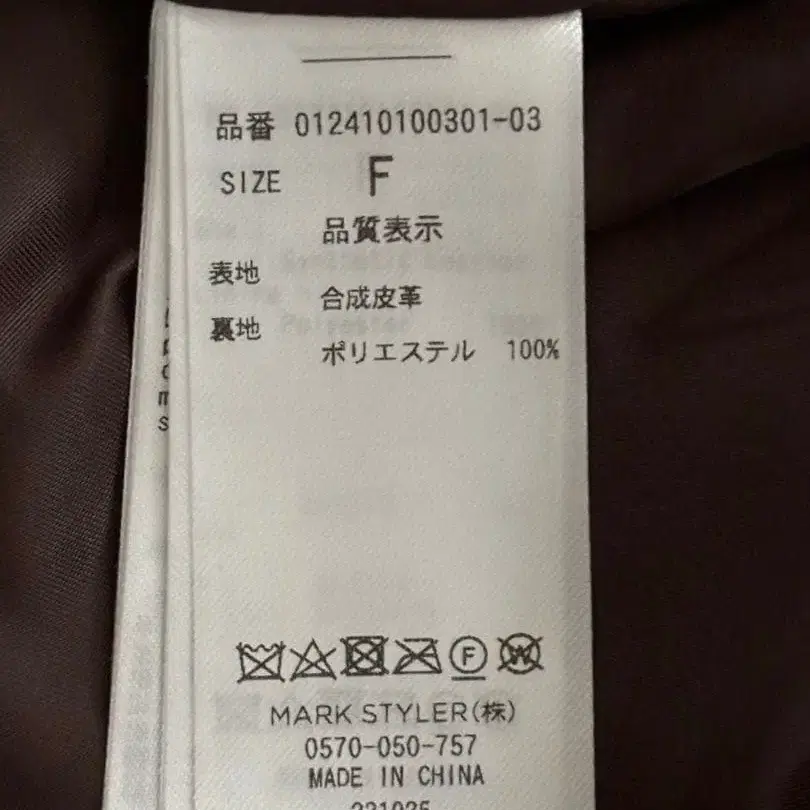 品番 012410100301-03
SIZE F
品質表示
表地
合成皮革
裏地
ポリエステル 100%
F
W
MARK STYLER(株)
0570-050-757
MADE IN CHINA